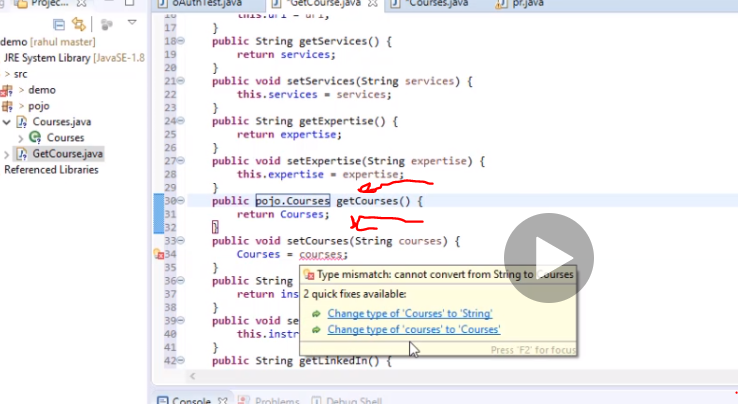 Projec...
oAuthTest.java
*GetCourse.java
*Courses.java
pr.java
demo [rahul master]
JRE System Library [JavaSE-1.8
> src
> demo
> pojo
Courses.java
> Courses
> GetCourse.java
Referenced Libraries
16 this.url = url;
17 }
18 public String getServices() {
19 return services;
20 }
21 public void setServices(String services) {
22 this.services = services;
23 }
24 public String getExpertise() {
25 return expertise;
26 }
27 public void setExpertise(String expertise) {
28 this.expertise = expertise;
29 }
30 public pojo.Courses getCourses() {
31 return Courses;
32 }
33 public void setCourses(String courses) {
34 Courses = courses;
35 }
36 public String
37 return ins
38 }
39 public void se
40 this.instr
41 }
42 public String getLinkedIn() {
Type mismatch: cannot convert from String to Courses
2 quick fixes available:
Change type of 'Courses' to 'String'
Change type of 'courses' to 'Courses'
Press 'F2' for focus
Console
Problems
Debug Shell